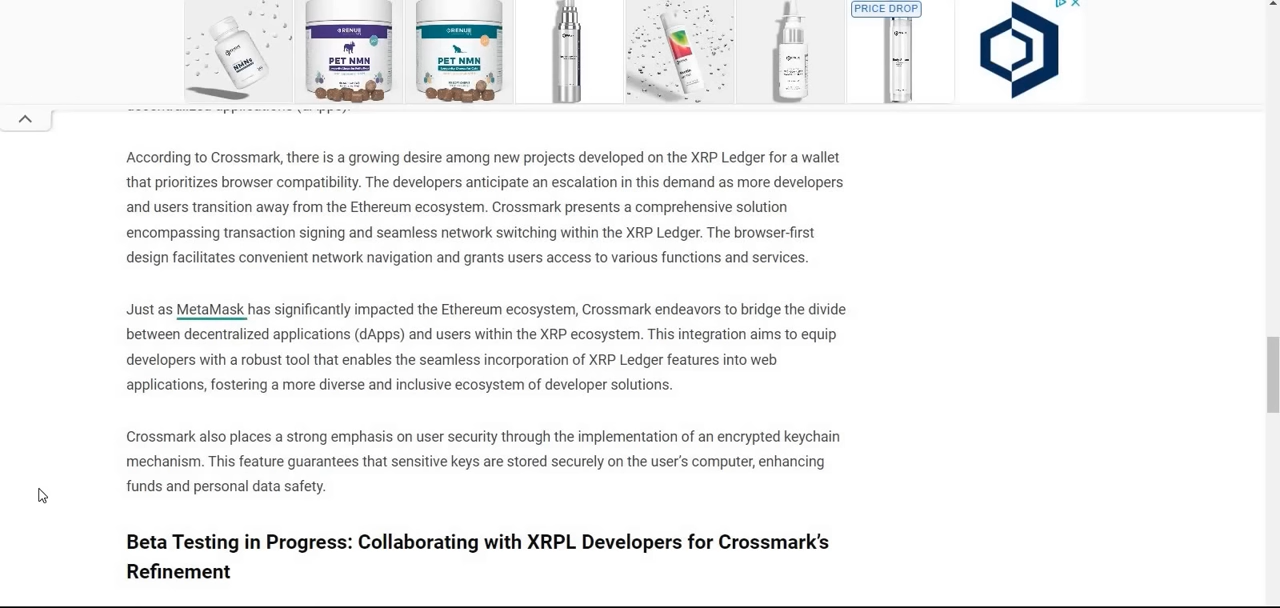 RENUE
RENUE
PET NMN
PET NMN
PRICE DROP
decentralized applications (dApps).
According to Crossmark, there is a growing desire among new projects developed on the XRP Ledger for a wallet
that prioritizes browser compatibility. The developers anticipate an escalation in this demand as more developers
and users transition away from the Ethereum ecosystem. Crossmark presents a comprehensive solution
encompassing transaction signing and seamless network switching within the XRP Ledger. The browser-first
design facilitates convenient network navigation and grants users access to various functions and services.
Just as MetaMask has significantly impacted the Ethereum ecosystem, Crossmark endeavors to bridge the divide
between decentralized applications (dApps) and users within the XRP ecosystem. This integration aims to equip
developers with a robust tool that enables the seamless incorporation of XRP Ledger features into web
applications, fostering a more diverse and inclusive ecosystem of developer solutions.
Crossmark also places a strong emphasis on user security through the implementation of an encrypted keychain
mechanism. This feature guarantees that sensitive keys are stored securely on the user’s computer, enhancing
funds and personal data safety.
Beta Testing in Progress: Collaborating with XRPL Developers for Crossmark’s
Refinement